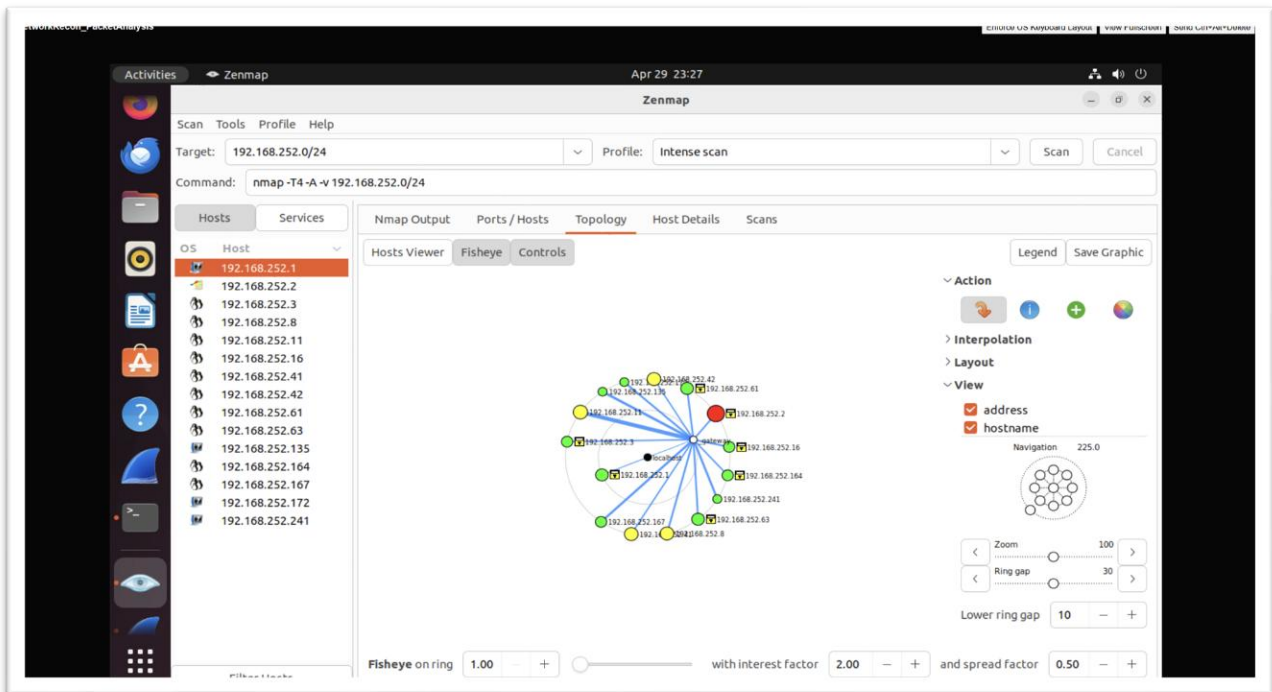 tworkRecon_PacketAnalysis
Enforce US Keyboard Layout View Fullscreen Send Ctrl+Alt+Delete
Activities Zenmap Apr 29 23:27
Zenmap
Scan Tools Profile Help
Target: 192.168.252.0/24 Profile: Intense scan Scan Cancel
Command: nmap -T4 -A -v 192.168.252.0/24
Hosts Services Nmap Output Ports / Hosts Topology Host Details Scans
OS Host Hosts Viewer Fisheye Controls Legend Save Graphic
192.168.252.1
192.168.252.2
192.168.252.3
192.168.252.8
192.168.252.11
192.168.252.16
192.168.252.41
192.168.252.42
192.168.252.61
192.168.252.63
192.168.252.135
192.168.252.164
192.168.252.167
192.168.252.172
192.168.252.241
192.168.252.42
192.168.252.61
192.168.252.135
192.168.252.11
192.168.252.2
192.168.252.3
gateway
192.168.252.16
localhost
192.168.252.1
192.168.252.164
192.168.252.241
192.168.252.167
192.168.252.63
192.168.252.8
Action
Interpolation
Layout
View
address
hostname
Navigation 225.0
Zoom 100
Ring gap 30
Lower ring gap 10 − +
Fisheye on ring 1.00 − + with interest factor 2.00 − + and spread factor 0.50 − +
Filter Hosts